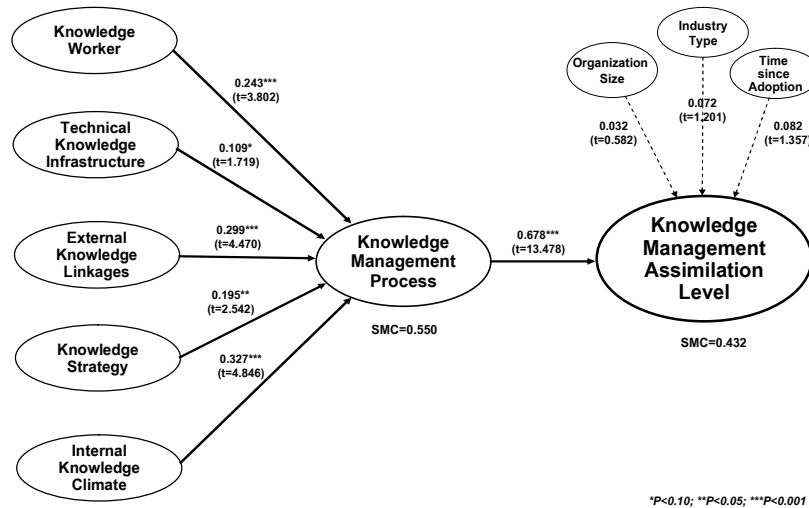 Knowledge
Worker
Technical
Knowledge
Infrastructure
External
Knowledge
Linkages
Knowledge
Strategy
Internal
Knowledge
Climate
0.243***
(t=3.802)
0.109*
(t=1.719)
0.299***
(t=4.470)
0.195**
(t=2.542)
0.327***
(t=4.846)
Knowledge
Management
Process
SMC=0.550
0.678***
(t=13.478)
Organization
Size
Industry
Type
Time
since
Adoption
0.032
(t=0.582)
0.072
(t=1.201)
0.082
(t=1.357)
Knowledge
Management
Assimilation
Level
SMC=0.432
*P<0.10; **P<0.05; ***P<0.001